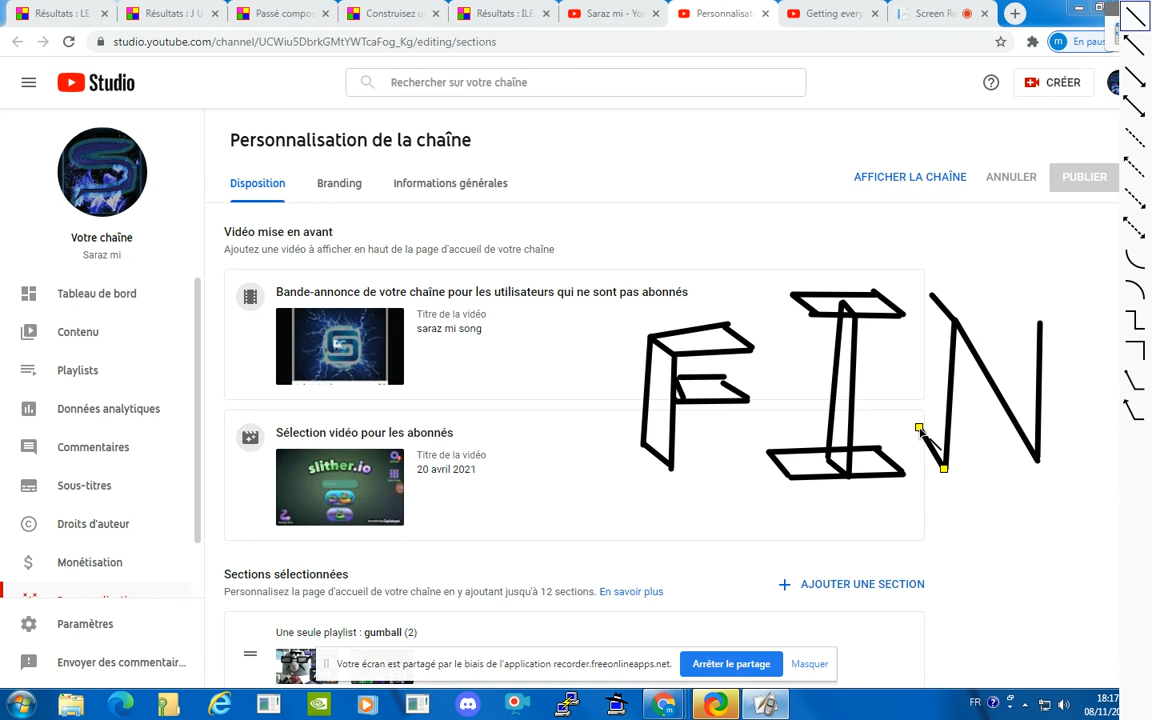 Résultats : LE
Résultats : J U
Passé compo
Construisez u
Résultats : ILE
Saraz mi - Yo
Personnalisat
Getting every
Screen Re
studio.youtube.com/channel/UCWiu5DbrkGMtYWTcaFog_Kg/editing/sections
m En paus
Studio
Rechercher sur votre chaîne
CRÉER
Personnalisation de la chaîne
Disposition
Branding
Informations générales
AFFICHER LA CHAÎNE
ANNULER
PUBLIER
Votre chaîne
Saraz mi
Tableau de bord
Contenu
Playlists
Données analytiques
Commentaires
Sous-titres
Droits d'auteur
Monétisation
Paramètres
Envoyer des commentair...
Vidéo mise en avant
Ajoutez une vidéo à afficher en haut de la page d'accueil de votre chaîne
Bande-annonce de votre chaîne pour les utilisateurs qui ne sont pas abonnés
Titre de la vidéo
saraz mi song
FIN
Sélection vidéo pour les abonnés
slither.io
Titre de la vidéo
20 avril 2021
Sections sélectionnées
Personnalisez la page d'accueil de votre chaîne en y ajoutant jusqu'à 12 sections. En savoir plus
AJOUTER UNE SECTION
Une seule playlist : gumball (2)
Votre écran est partagé par le biais de l'application recorder.freeonlineapps.net.
Arrêter le partage
Masquer
FR
18:17
08/11/20